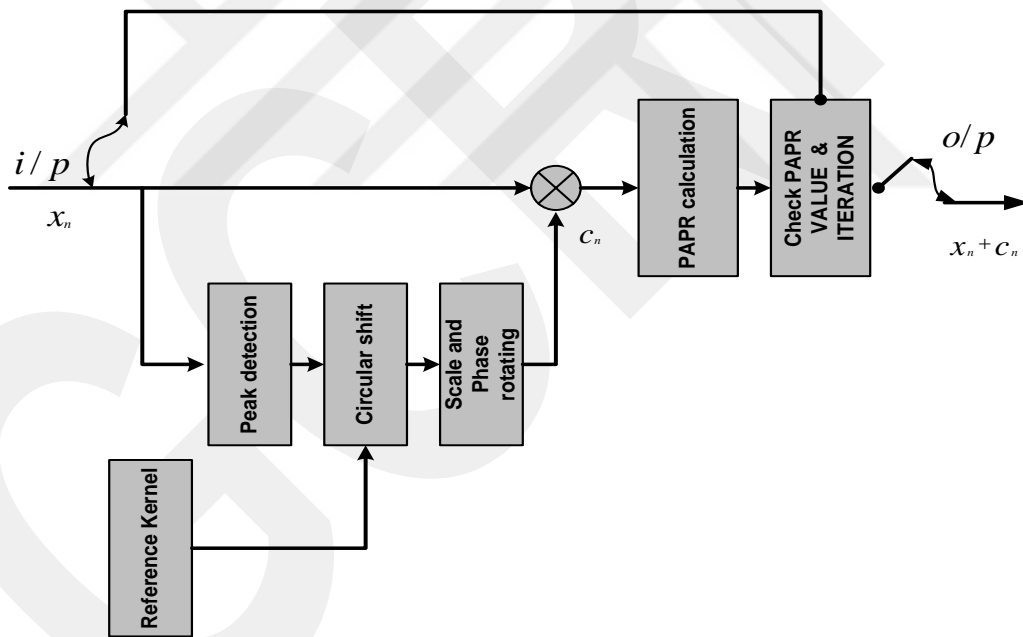 i / p
x_n
Peak detection
Reference Kernel
Circular shift
Scale and
Phase
rotating
c_n
PAPR calculation
Check PAPR
VALUE &
ITERATION
o / p
x_n + c_n